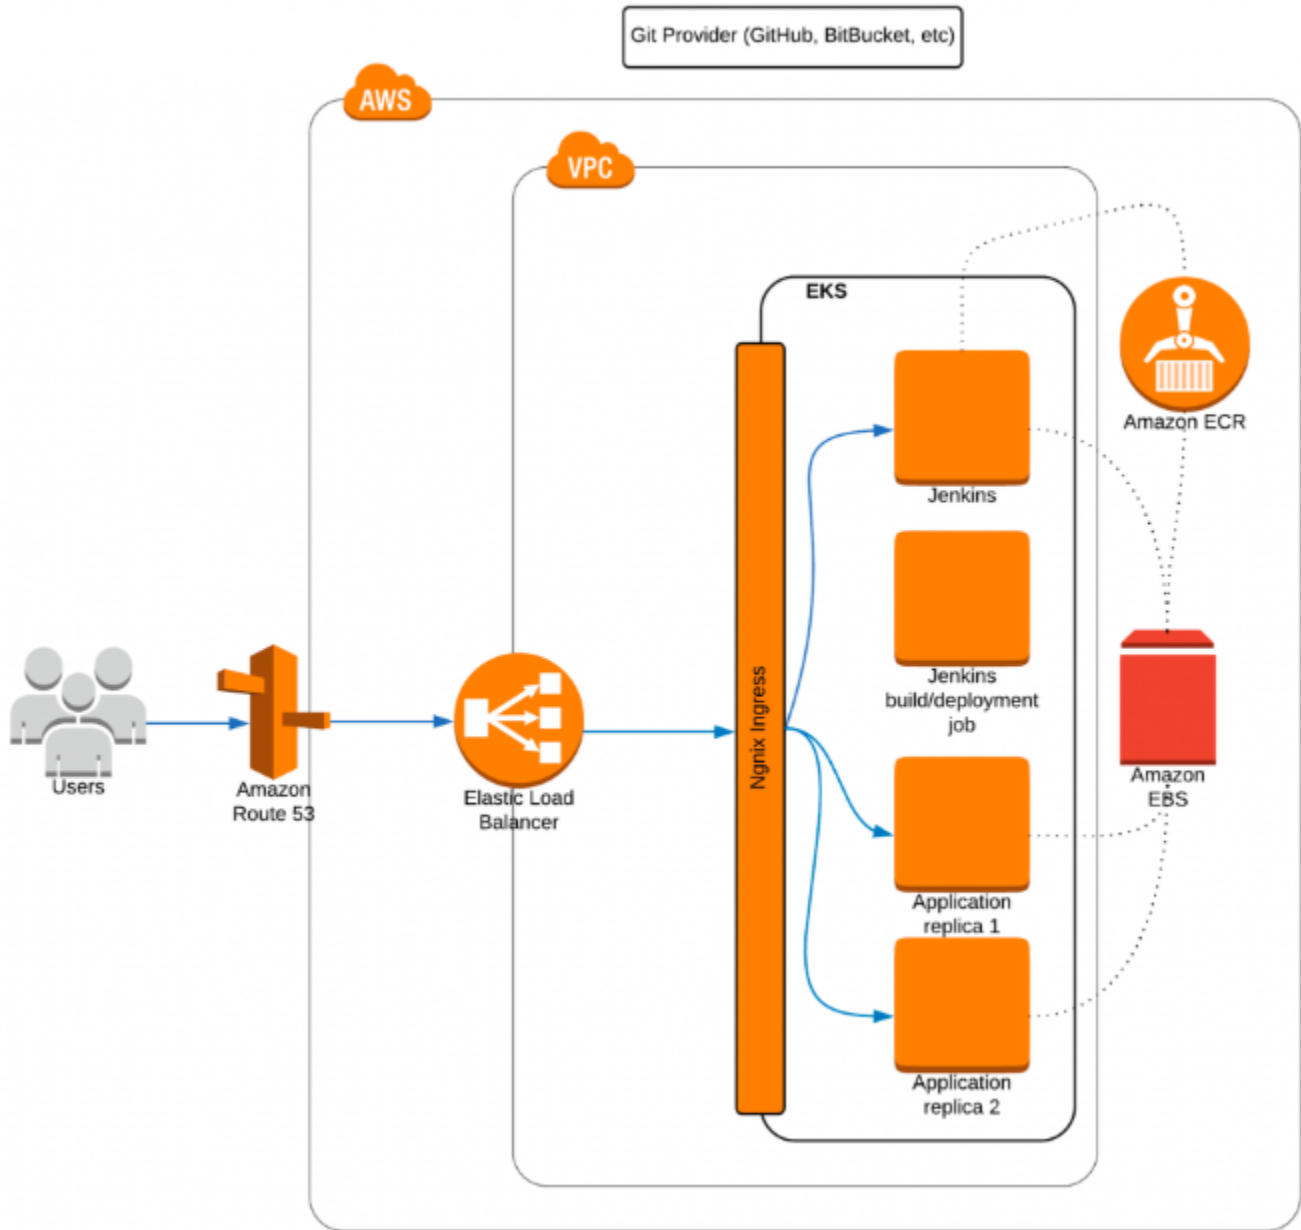 Git Provider (GitHub, BitBucket, etc)
AWS
VPC
EKS
Amazon ECR
Jenkins
Jenkins
build/deployment
job
Ngnix Ingress
Users
Amazon
Route 53
Elastic Load
Balancer
Amazon
EBS
Application
replica 1
Application
replica 2